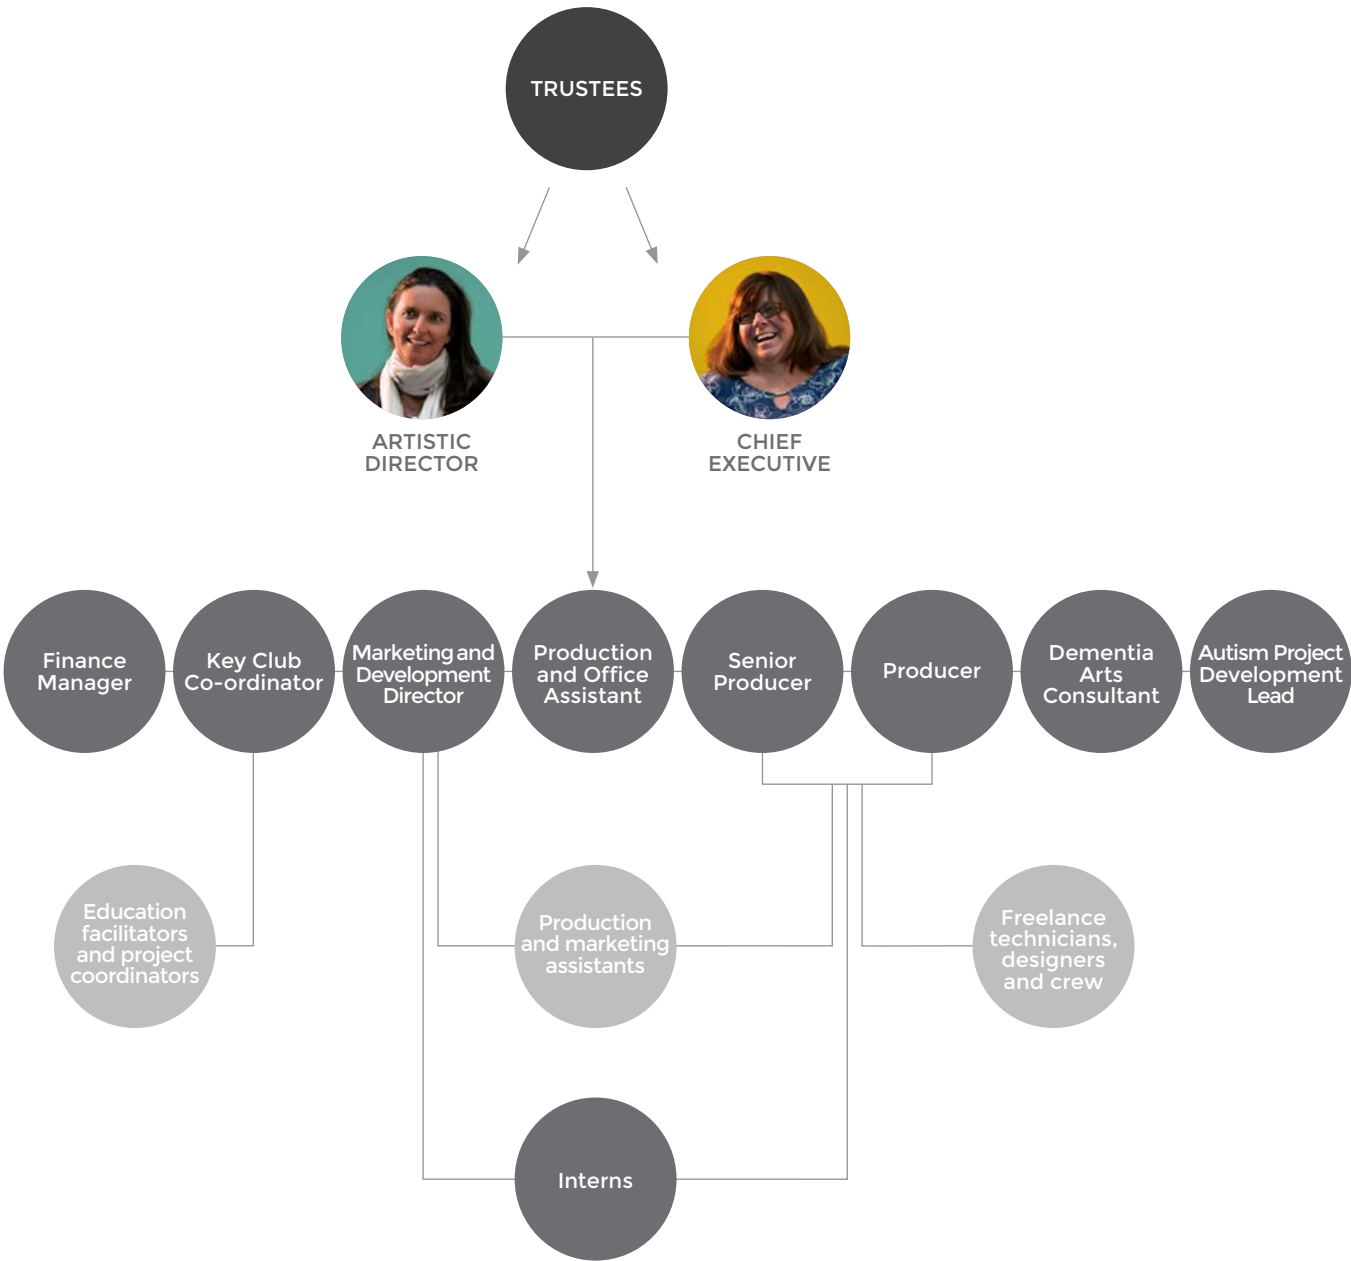 TRUSTEES
ARTISTIC
DIRECTOR
CHIEF
EXECUTIVE
Finance
Manager
Key Club
Co-ordinator
Marketing and
Development
Director
Production
and Office
Assistant
Senior
Producer
Producer
Dementia
Arts
Consultant
Autism Project
Development
Lead
Education
facilitators
and project
coordinators
Production
and marketing
assistants
Freelance
technicians,
designers
and crew
Interns